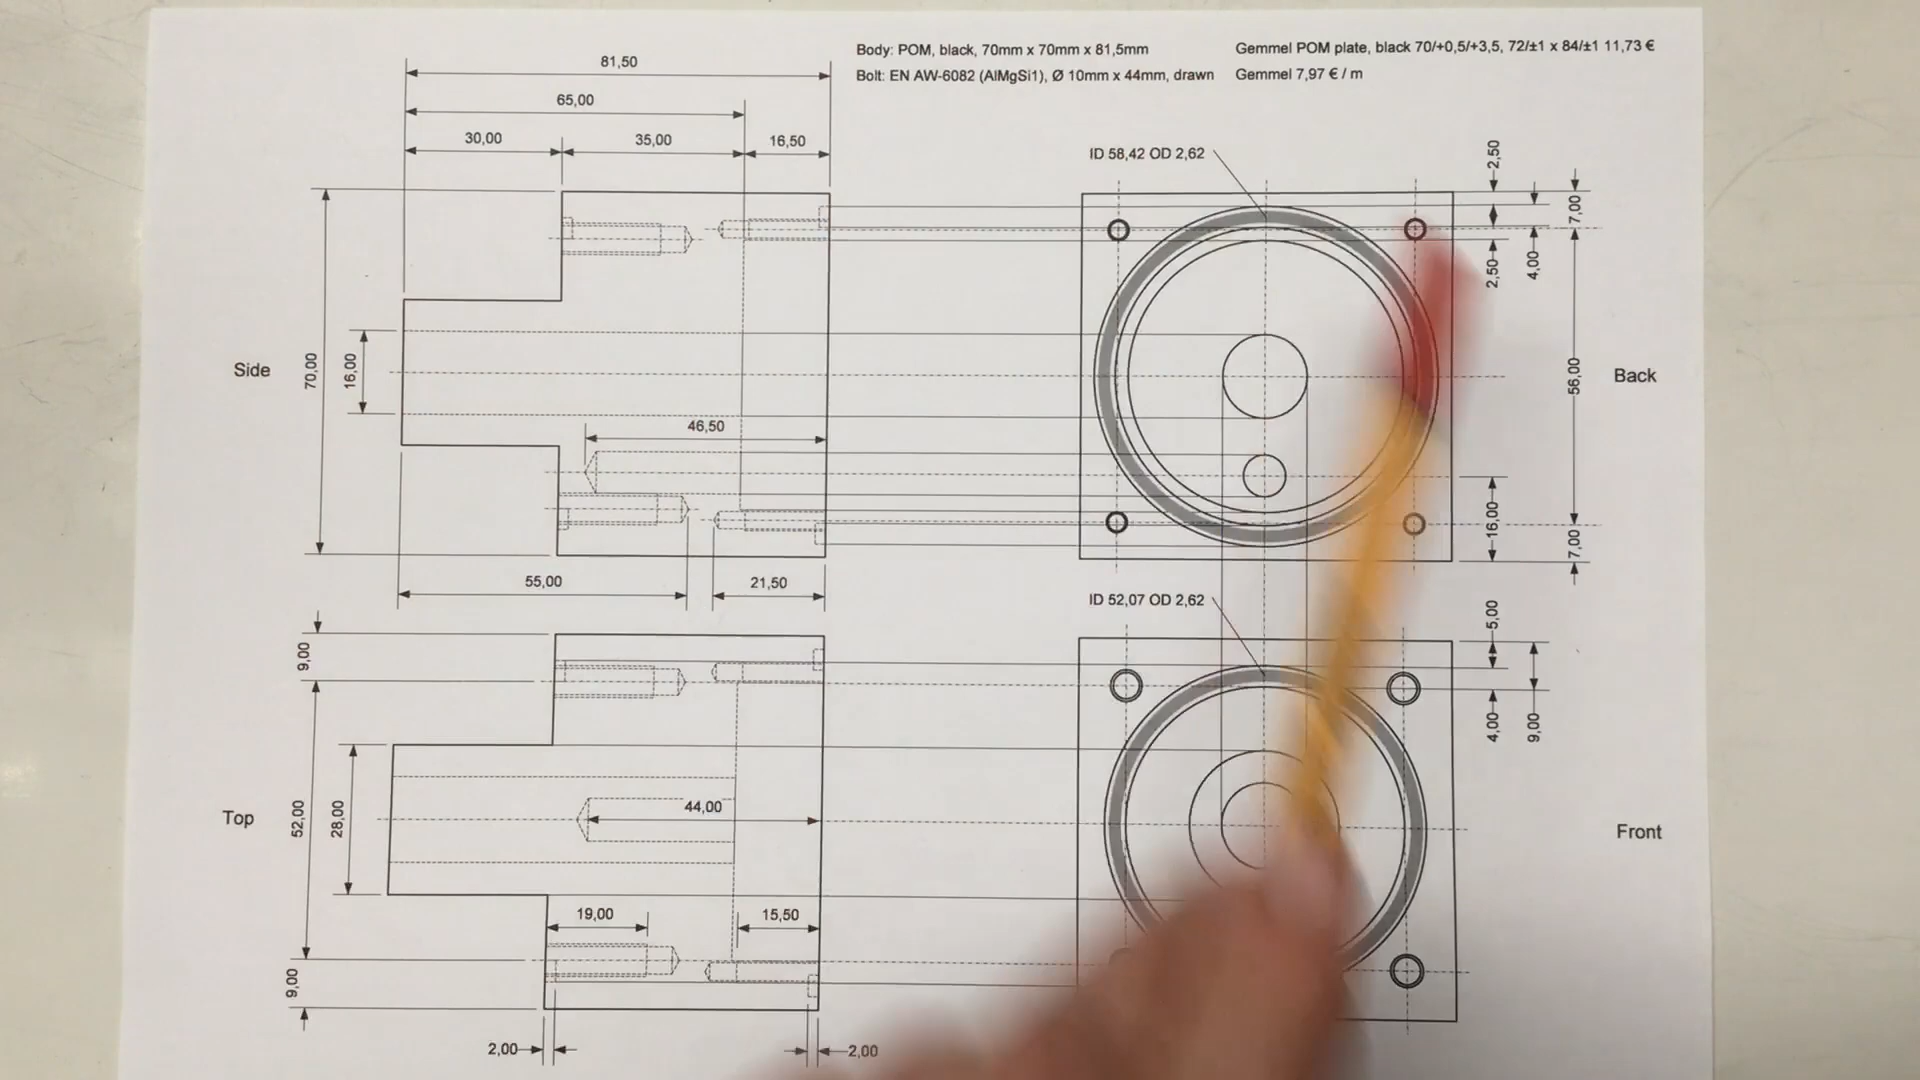 Body: POM, black, 70mm x 70mm x 81,5mm
Gemmel POM plate, black 70/+0,5/+3,5, 72/±1 x 84/±1 11,73 €
Bolt: EN AW-6082 (AlMgSi1), Ø 10mm x 44mm, drawn
Gemmel 7,97 € / m
81,50
65,00
30,00
35,00
16,50
ID 58,42 OD 2,62
2,50
7,00
2,50
4,00
Side
70,00
16,00
56,00
Back
46,50
16,00
7,00
55,00
21,50
ID 52,07 OD 2,62
5,00
9,00
4,00
9,00
Top
52,00
28,00
44,00
Front
19,00
15,50
9,00
2,00
2,00